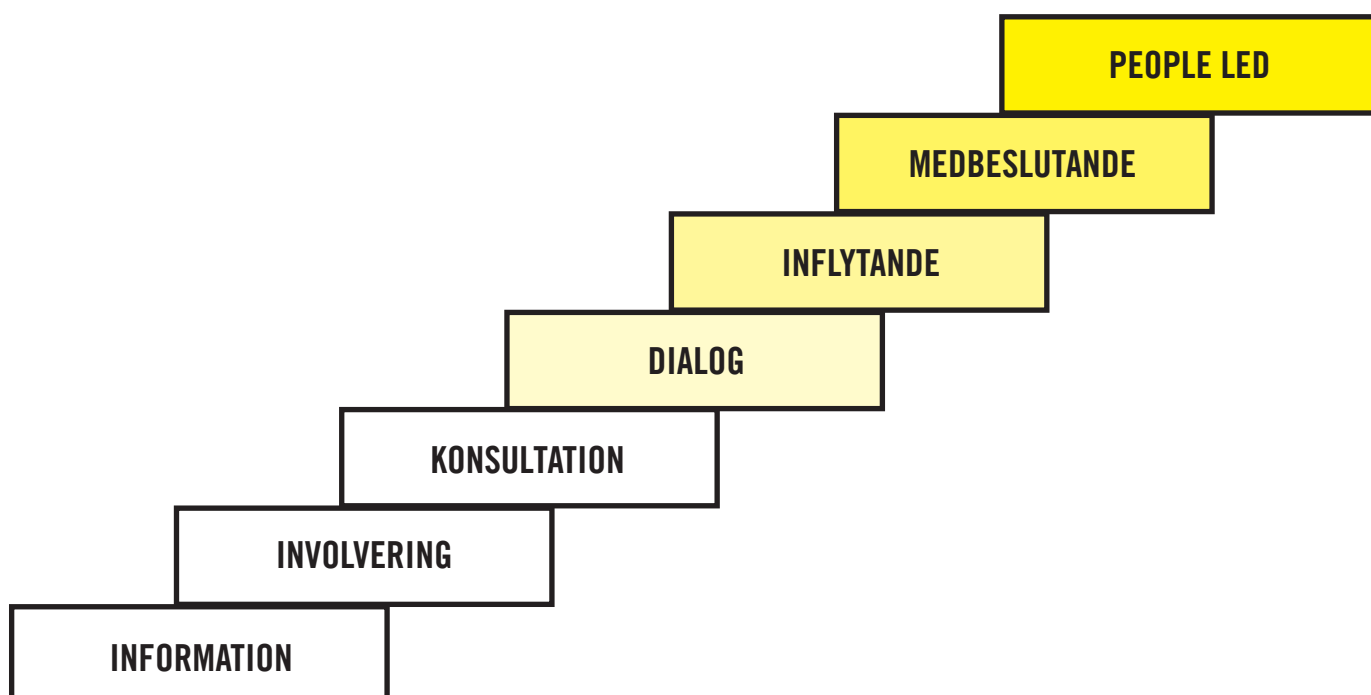 PEOPLE LED
MEDBESLUTANDE
INFLYTANDE
DIALOG
KONSULTATION
INVOLVERING
INFORMATION